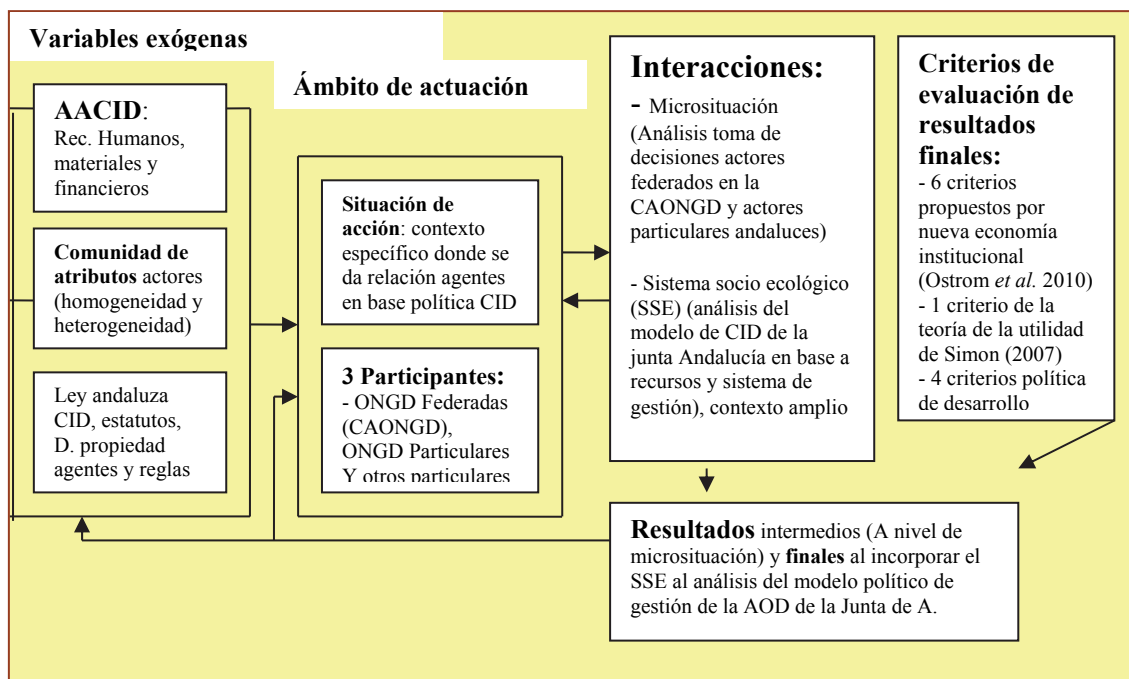 Variables exógenas
AACID:
Rec. Humanos,
materiales y
financieros
Comunidad de
atributos actores
(homogeneidad y
heterogeneidad)
Ley andaluza
CID, estatutos,
D. propiedad
agentes y reglas
Ámbito de actuación
Situación de
acción: contexto
específico donde se
da relación agentes
en base política CID
3 Participantes:
- ONGD Federadas
(CAONGD),
ONGD Particulares
Y otros particulares
Interacciones:
- Microsituación
(Análisis toma de
decisiones actores
federados en la
CAONGD y actores
particulares andaluces)
- Sistema socio ecológico
(SSE) (análisis del
modelo de CID de la
junta Andalucía en base a
recursos y sistema de
gestión), contexto amplio
Criterios de
evaluación de
resultados
finales:
- 6 criterios
propuestos por
nueva economía
institucional
(Ostrom et al. 2010)
- 1 criterio de la
teoría de la utilidad
de Simon (2007)
- 4 criterios política
de desarrollo
Resultados intermedios (A nivel de
microsituación) y finales al incorporar el
SSE al análisis del modelo político de
gestión de la AOD de la Junta de A.